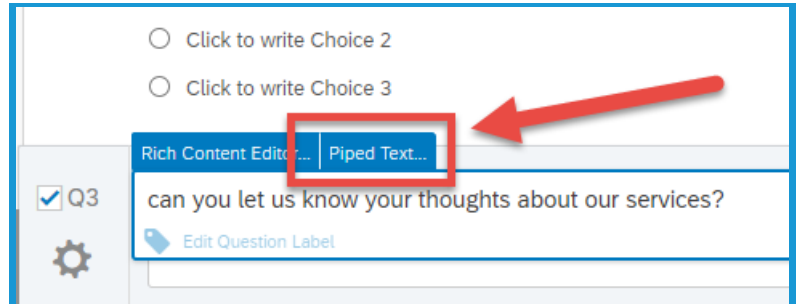 Click to write Choice 2
Click to write Choice 3
Rich Content Editor... Piped Text...
Q3 can you let us know your thoughts about our services?
Edit Question Label